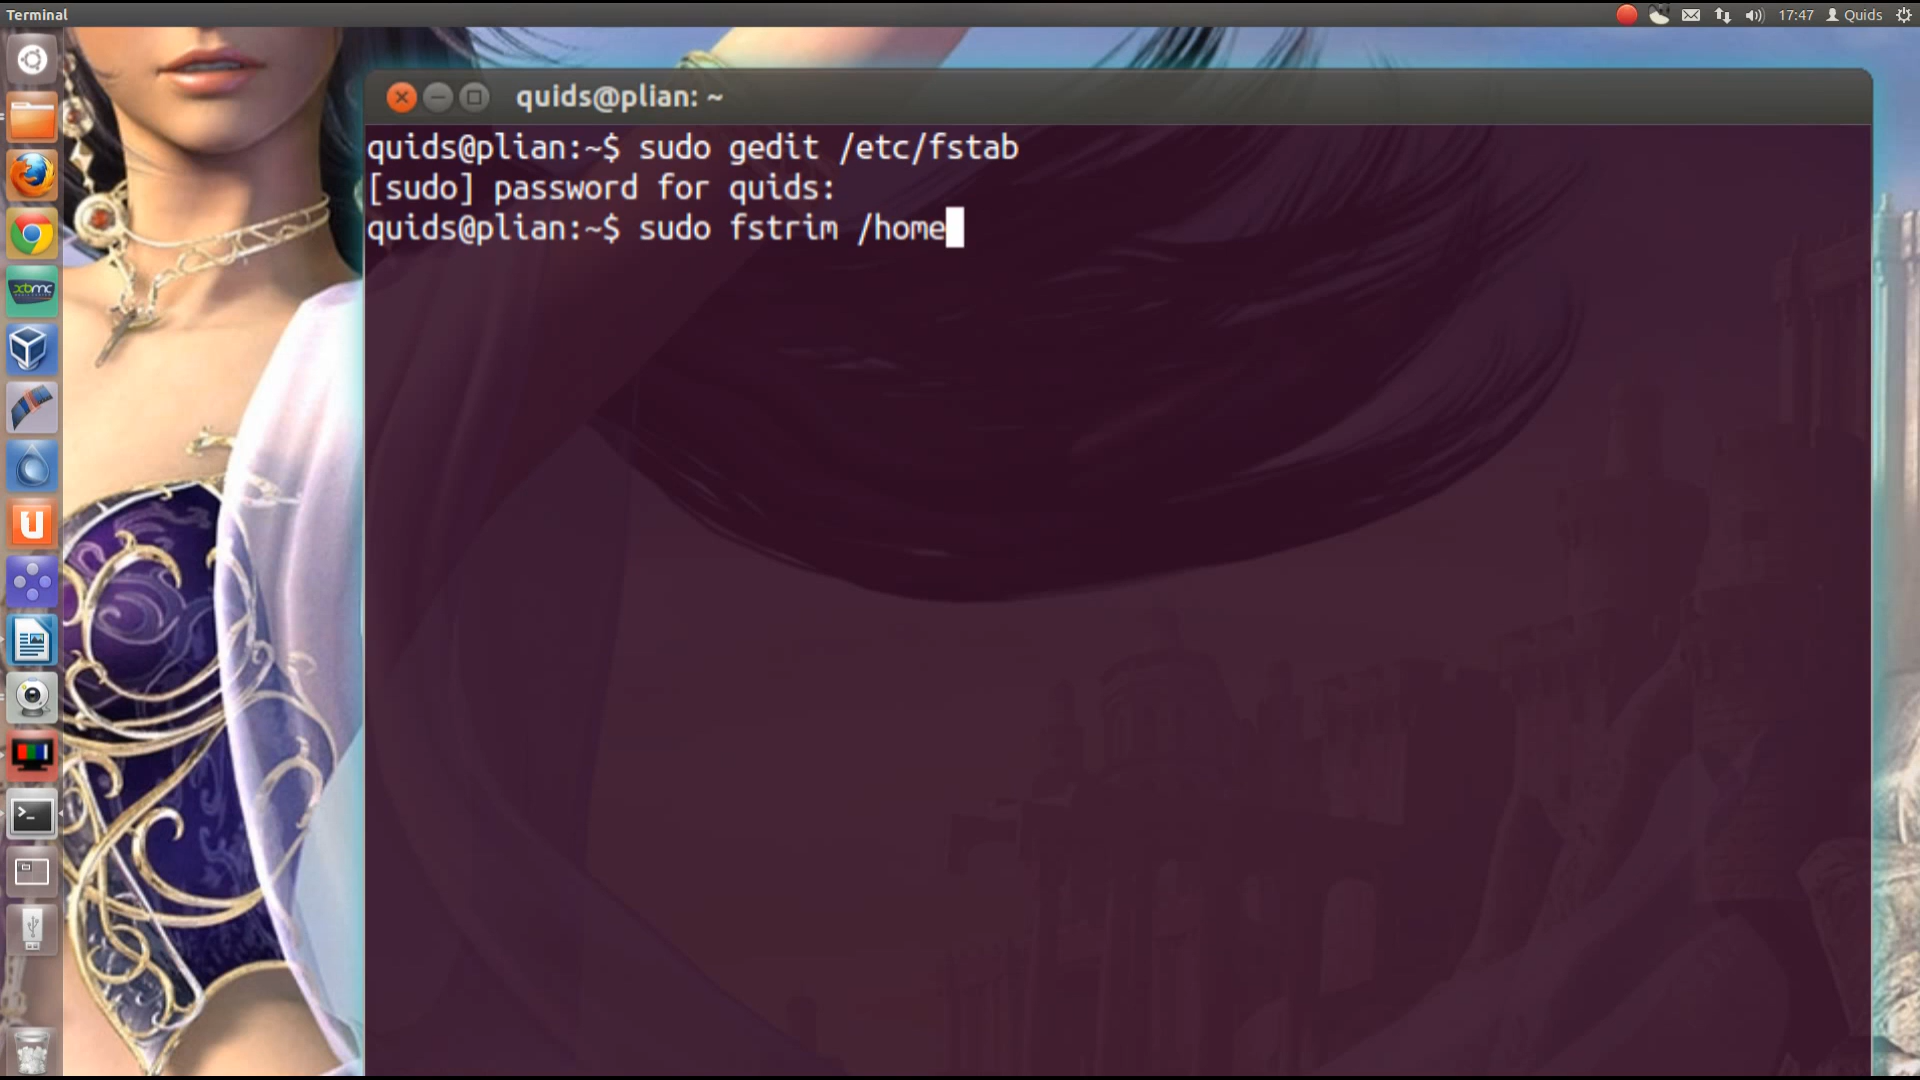 Terminal
17:47 Quids
quids@plian: ~
quids@plian:~$ sudo gedit /etc/fstab
[sudo] password for quids:
quids@plian:~$ sudo fstrim /home
xbmc
U
>_